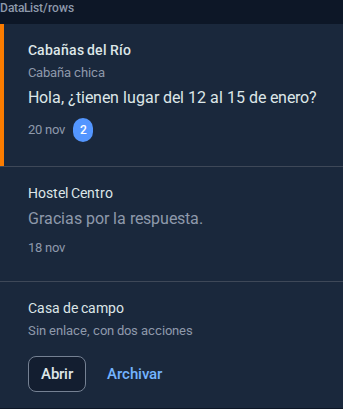 DataList/rows
Cabañas del Río
Cabaña chica
Hola, ¿tienen lugar del 12 al 15 de enero?
20 nov 2
Hostel Centro
Gracias por la respuesta.
18 nov
Casa de campo
Sin enlace, con dos acciones
Abrir Archivar